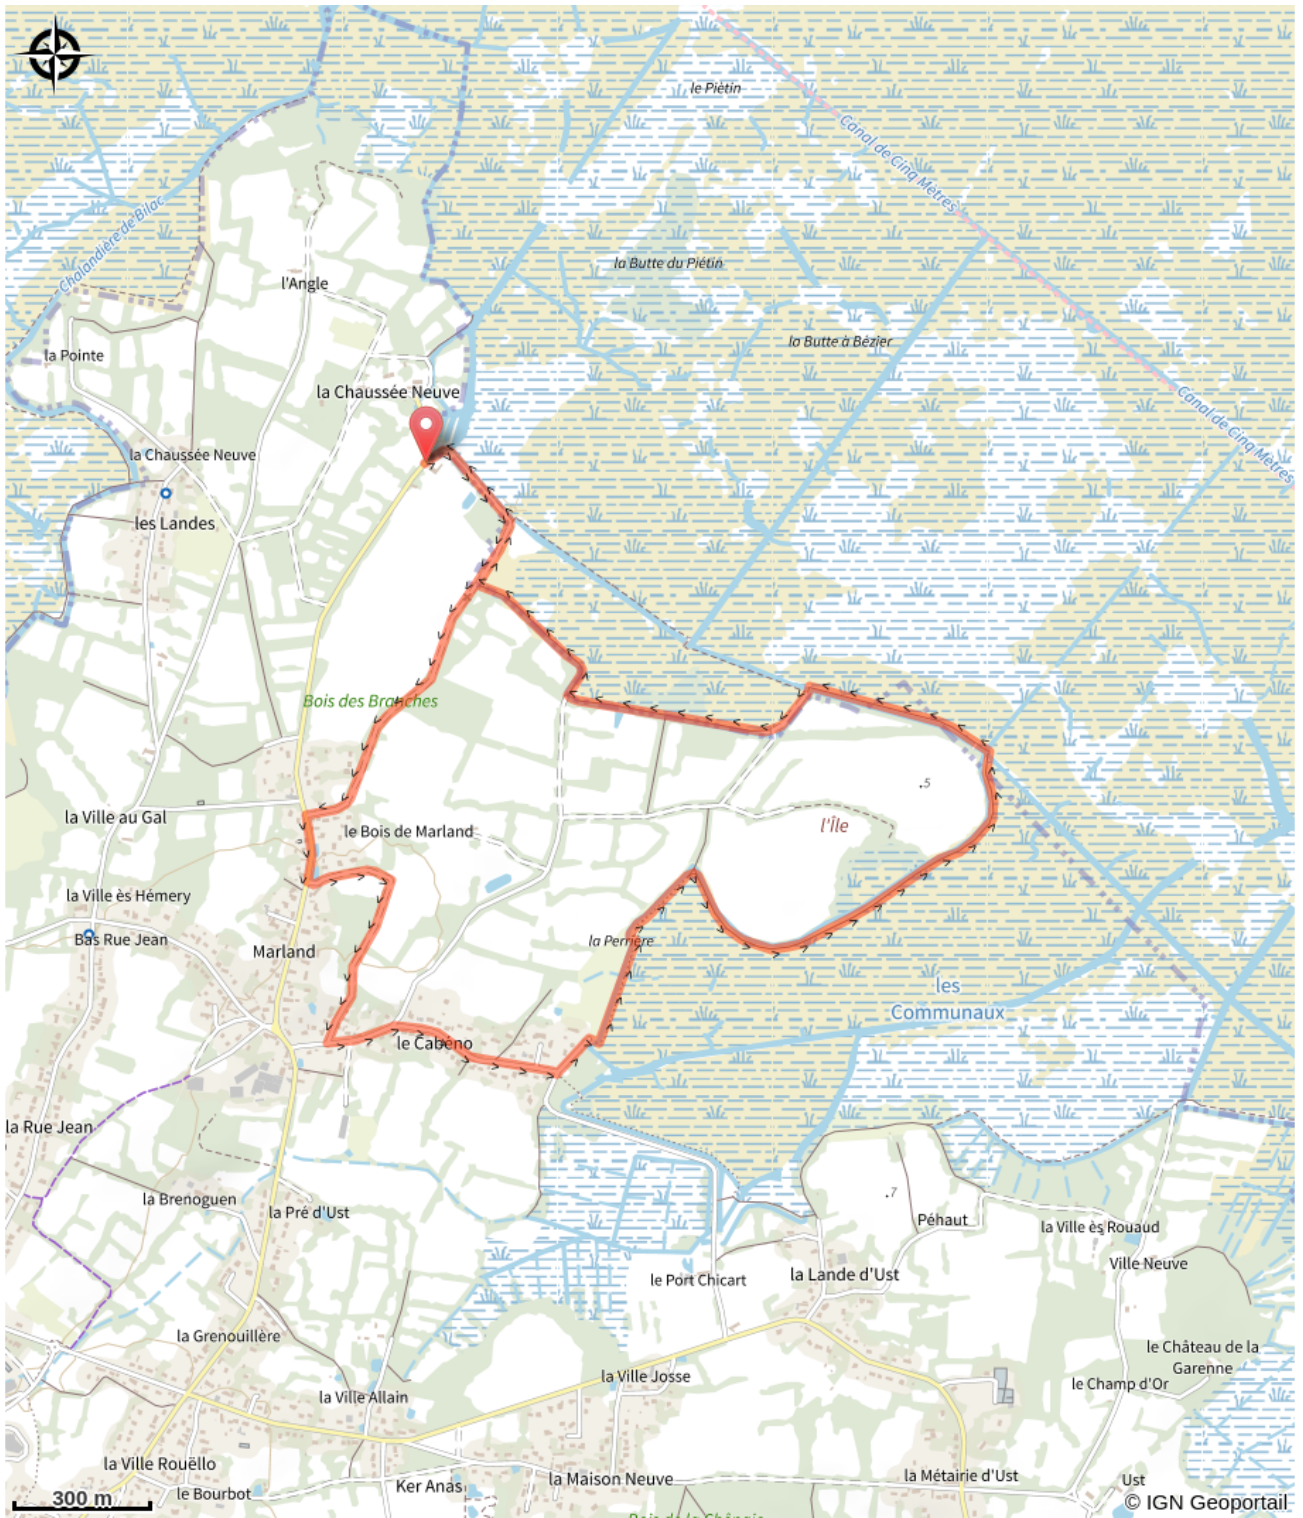 le Piètin
Canal de Cinq Mètres
Chalandière de Bilac
la Butte du Piétin
l'Angle
la Butte à Bèzier
la Pointe
la Chaussée Neuve
Canal de Cinq Mètres
la Chaussée Neuve
les Landes
Bois des Branches
.5
la Ville au Gal
l'Île
le Bois de Marland
la Ville ès Hémery
Bas Rue Jean
la Perrière
Marland
les
Communaux
le Cabéno
la Rue Jean
.7
la Brenoguen
la Pré d'Ust
Péhaut
la Ville ès Rouaud
Ville Neuve
le Port Chicart
la Lande d'Ust
la Grenouillère
le Château de la
Garenne
la Ville Josse
le Champ d'Or
la Ville Allain
la Ville Rouëllo
la Maison Neuve
la Métairie d'Ust
Ust
Ker Anas
le Bourbot
300 m
© IGN Geoportail